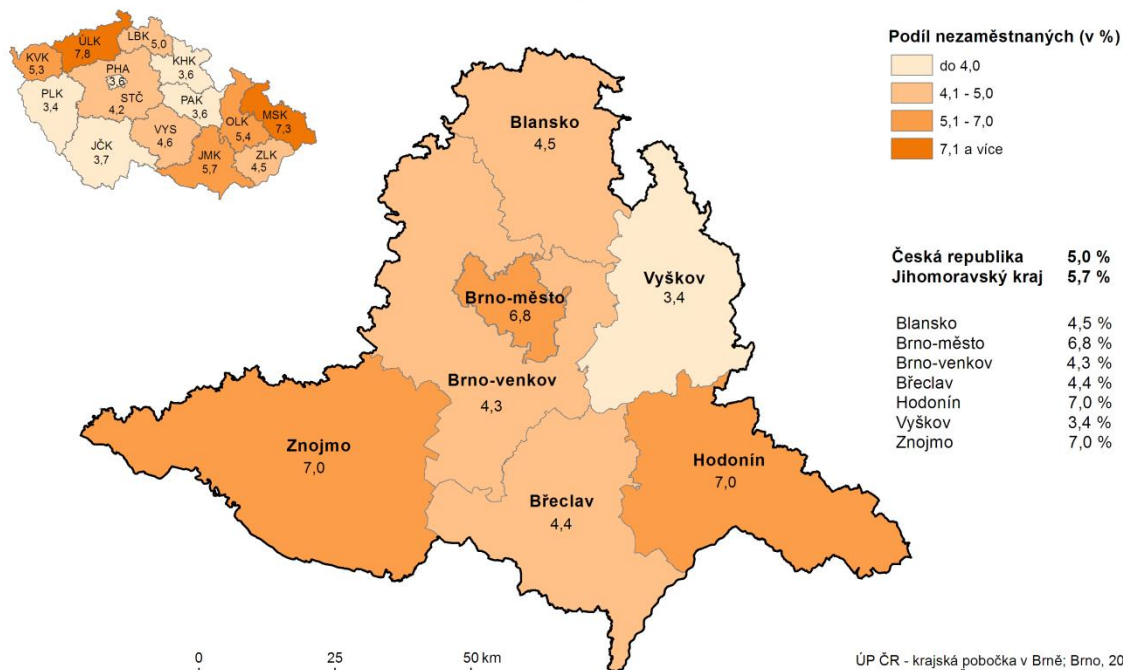 ÚLK
7,8
LBK
5,0
KVK
5,3
KHK
3,6
PHA
3,6
PLK
3,4
STČ
4,2
PAK
3,6
MSK
7,3
OLK
5,4
VYS
4,6
JČK
3,7
JMK
5,7
ZLK
4,5
Podíl nezaměstnaných (v %)
do 4,0
4,1 - 5,0
5,1 - 7,0
7,1 a více
Blansko
4,5
Vyškov
3,4
Brno-město
6,8
Brno-venkov
4,3
Znojmo
7,0
Hodonín
7,0
Břeclav
4,4
Česká republika 5,0 %
Jihomoravský kraj 5,7 %
Blansko 4,5 %
Brno-město 6,8 %
Brno-venkov 4,3 %
Břeclav 4,4 %
Hodonín 7,0 %
Vyškov 3,4 %
Znojmo 7,0 %
0 25 50 km
ÚP ČR - krajská pobočka v Brně; Brno, 20